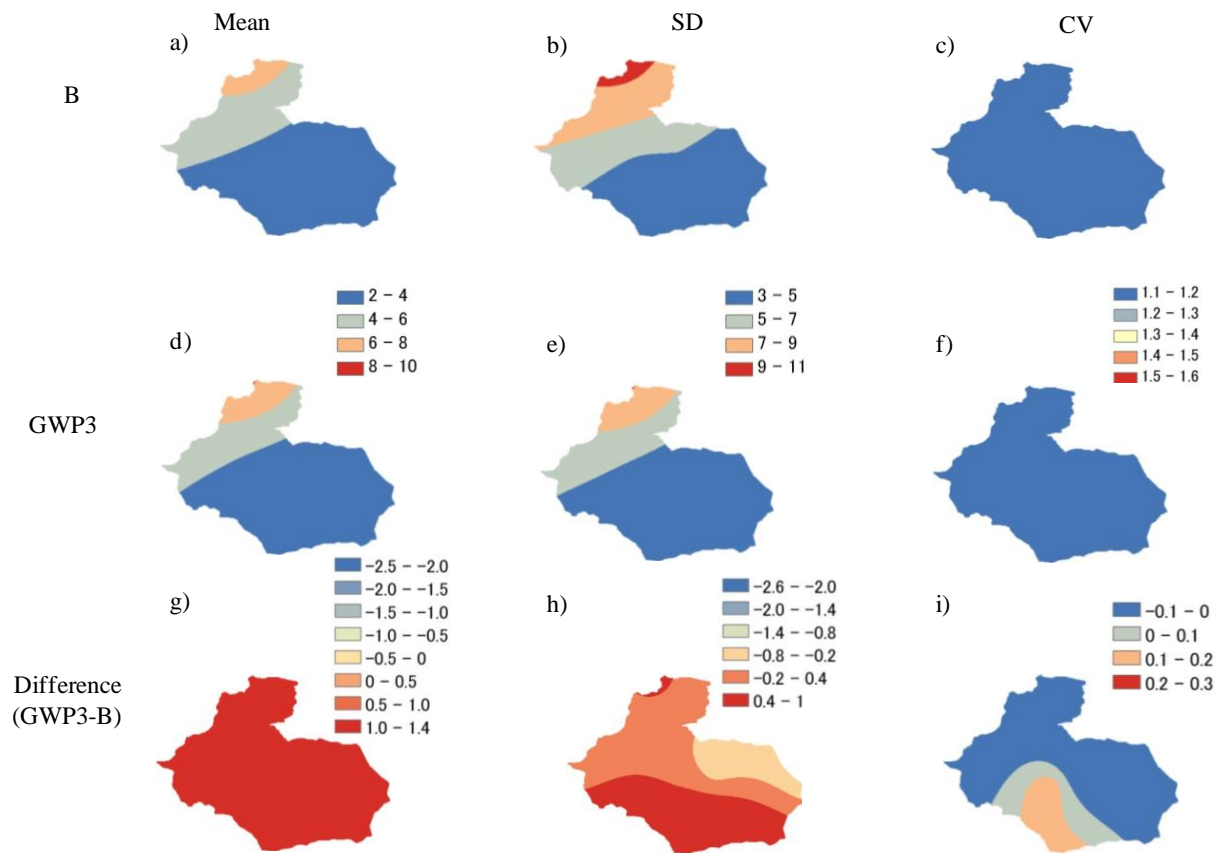 Mean SD CV
a) b) c)
B
2 - 4
4 - 6
6 - 8
8 - 10
3 - 5
5 - 7
7 - 9
9 - 11
1.1 - 1.2
1.2 - 1.3
1.3 - 1.4
1.4 - 1.5
1.5 - 1.6
d) e) f)
GWP3
-2.5 - -2.0
-2.0 - -1.5
-1.5 - -1.0
-1.0 - -0.5
-0.5 - 0
0 - 0.5
0.5 - 1.0
1.0 - 1.4
-2.6 - -2.0
-2.0 - -1.4
-1.4 - -0.8
-0.8 - -0.2
-0.2 - 0.4
0.4 - 1
-0.1 - 0
0 - 0.1
0.1 - 0.2
0.2 - 0.3
g) h) i)
Difference
(GWP3-B)